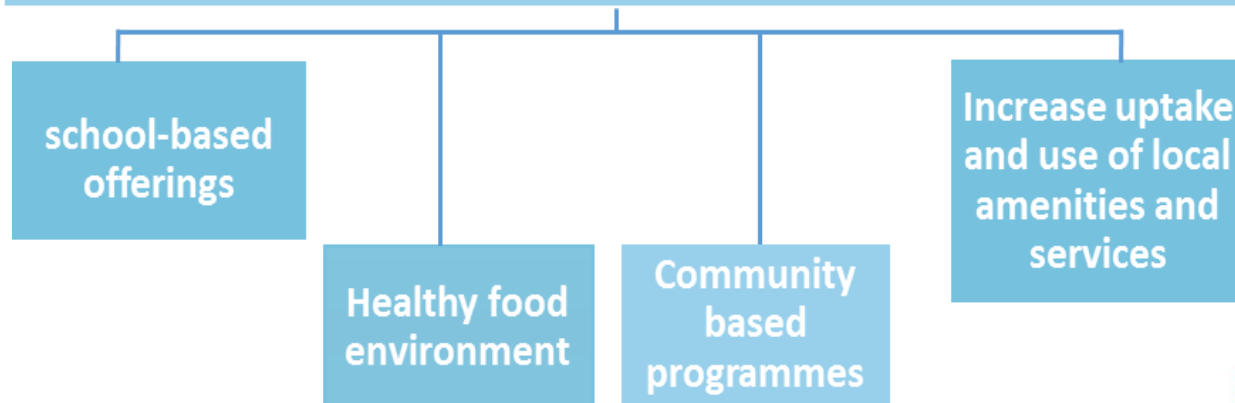 school-based
offerings
Healthy food
environment
Community
based
programmes
Increase uptake
and use of local
amenities and
services